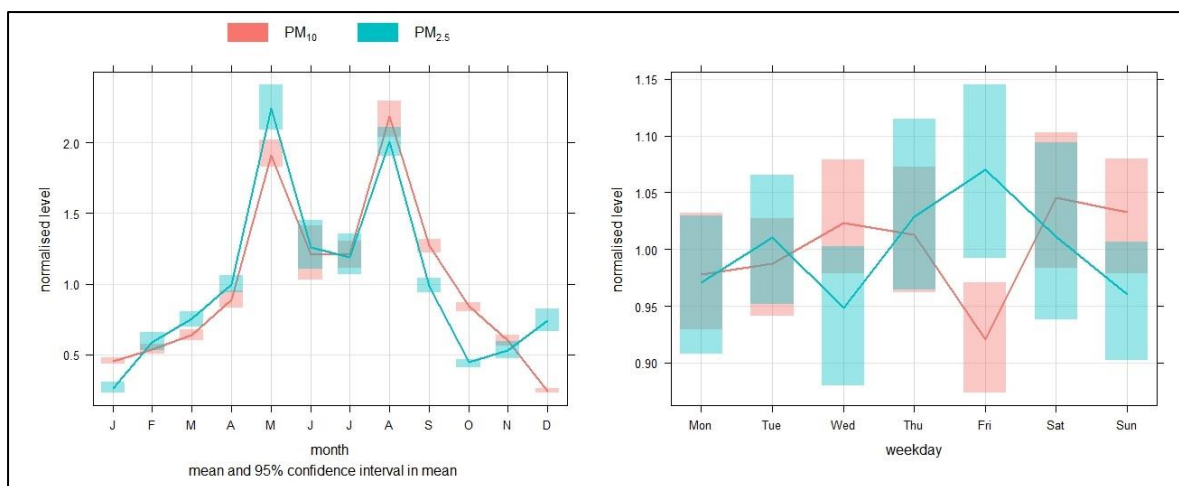 PM10 PM2.5
normalised level
2.0
1.5
1.0
0.5
J F M A M J J A S O N D
month
mean and 95% confidence interval in mean
normalised level
1.15
1.10
1.05
1.00
0.95
0.90
Mon Tue Wed Thu Fri Sat Sun
weekday